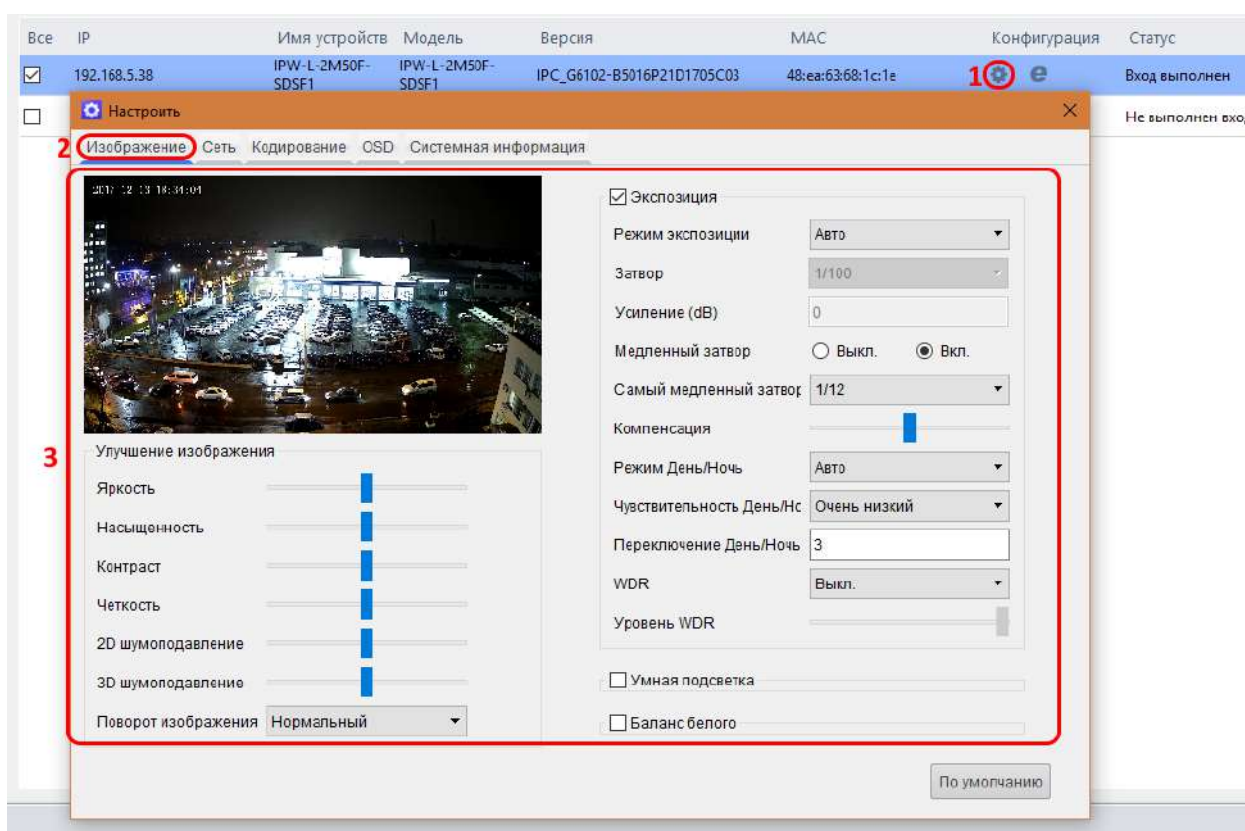 Все IP Имя устройств Модель Версия MAC Конфигурация Статус
IPW-L-2M50F- IPW-L-2M50F-
192.168.5.38 IPC_G6102-B5016P21D1705C03 48:ea:63:68:1c:1e 1 e Вход выполнен
SDSF1 SDSF1
Настроить
Не выполнен вхо
2 Изображение Сеть Кодирование OSD Системная информация
Экспозиция
Режим экспозиции Авто
Затвор 1/100
Усиление (dB) 0
Медленный затвор Выкл. Вкл.
Самый медленный затвор 1/12
Компенсация
3 Улучшение изображения
Режим День/Ночь Авто
Яркость
Чувствительность День/Нс Очень низкий
Насыщенность
Переключение День/Ночь 3
Контраст
WDR Выкл.
Четкость
Уровень WDR
2D шумоподавление
3D шумоподавление
Умная подсветка
Поворот изображения Нормальный
Баланс белого
По умолчанию